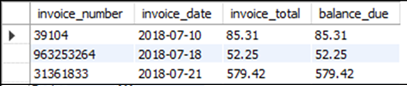 invoice_number invoice_date invoice_total balance_due
39104 2018-07-10 85.31 85.31
963253264 2018-07-18 52.25 52.25
31361833 2018-07-21 579.42 579.42